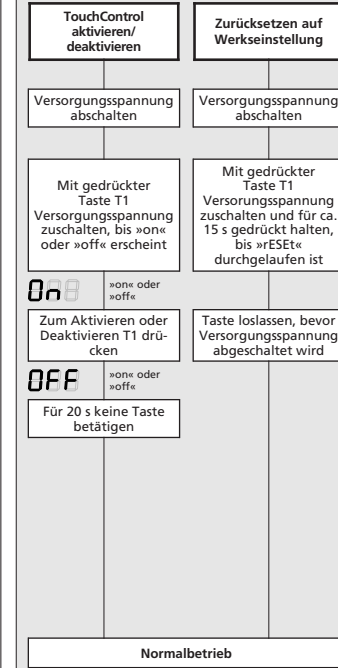 TouchControl
aktivieren/
deaktivieren
Versorgungsspannung
abschalten
Mit gedrückter
Taste T1
Versorgungsspannung
zuschalten, bis »on«
oder »off« erscheint
On
»on« oder
»off«
Zum Aktivieren oder
Deaktivieren T1 drü-
cken
OFF
»on« oder
»off«
Für 20 s keine Taste
betätigen
Zurücksetzen auf
Werkseinstellung
Versorgungsspannung
abschalten
Mit gedrückter
Taste T1
Versorungsspannung
zuschalten und für ca.
15 s gedrückt halten,
bis »rESEt«
durchgelaufen ist
Taste loslassen, bevor
Versorgungsspannung
abgeschaltet wird
Normalbetrieb